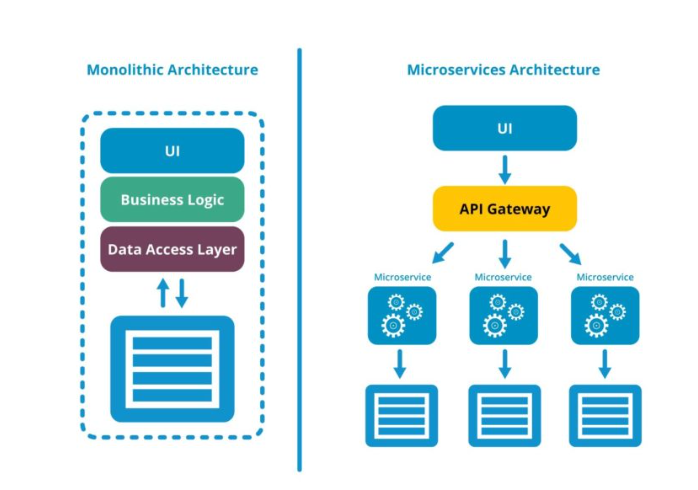 Monolithic Architecture
UI
Business Logic
Data Access Layer
Microservices Architecture
UI
API Gateway
Microservice
Microservice
Microservice